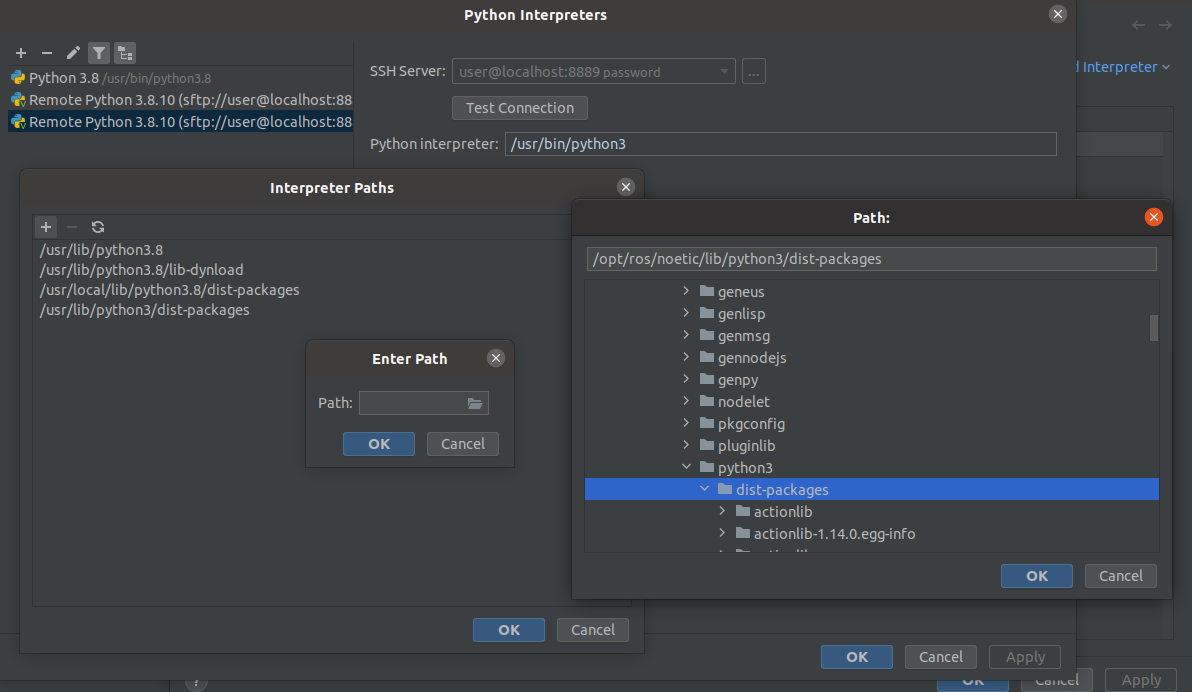 Python Interpreters
Python 3.8 /usr/bin/python3.8
Remote Python 3.8.10 (sftp://user@localhost:88
Remote Python 3.8.10 (sftp://user@localhost:88
SSH Server: user@localhost:8889 password ...
Test Connection
Python interpreter: /usr/bin/python3
Interpreter
Interpreter Paths
/usr/lib/python3.8
/usr/lib/python3.8/lib-dynload
/usr/local/lib/python3.8/dist-packages
/usr/lib/python3/dist-packages
Enter Path
Path:
OK Cancel
OK Cancel
Path:
/opt/ros/noetic/lib/python3/dist-packages
geneus
genlisp
genmsg
gennodejs
genpy
nodelet
pkgconfig
pluginlib
python3
dist-packages
actionlib
actionlib-1.14.0.egg-info
OK Cancel
OK Cancel Apply
? OK Cancel Apply